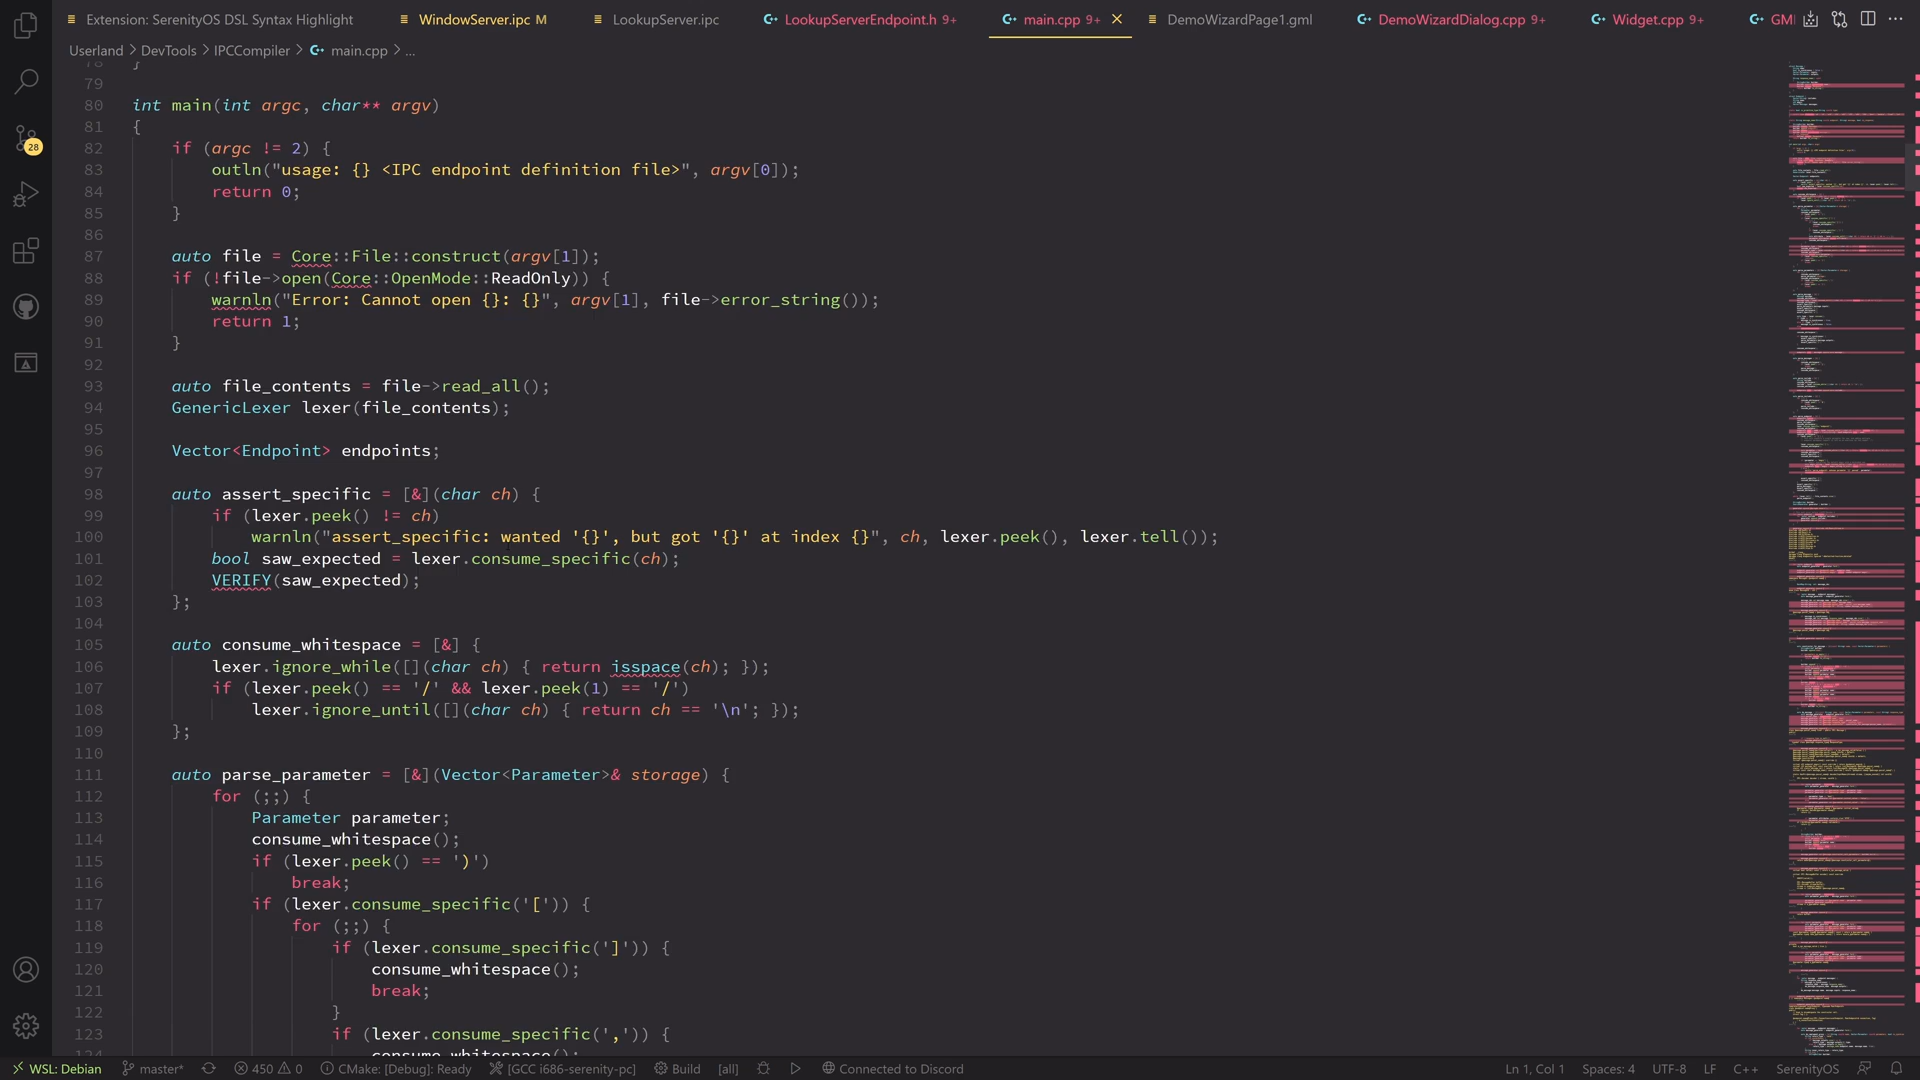 Extension: SerenityOS DSL Syntax Highlight
WindowServer.ipc M
LookupServer.ipc
LookupServerEndpoint.h 9+
main.cpp 9+
DemoWizardPage1.gml
DemoWizardDialog.cpp 9+
Widget.cpp 9+
GMl
Userland > DevTools > IPCCompiler > main.cpp > ...
78 }
79
80 int main(int argc, char** argv)
81 {
82 if (argc != 2) {
83 outln("usage: {} <IPC endpoint definition file>", argv[0]);
84 return 0;
85 }
86
87 auto file = Core::File::construct(argv[1]);
88 if (!file->open(Core::OpenMode::ReadOnly)) {
89 warnln("Error: Cannot open {}: {}", argv[1], file->error_string());
90 return 1;
91 }
92
93 auto file_contents = file->read_all();
94 GenericLexer lexer(file_contents);
95
96 Vector<Endpoint> endpoints;
97
98 auto assert_specific = [&](char ch) {
99 if (lexer.peek() != ch)
100 warnln("assert_specific: wanted '{}', but got '{}' at index {}", ch, lexer.peek(), lexer.tell());
101 bool saw_expected = lexer.consume_specific(ch);
102 VERIFY(saw_expected);
103 };
104
105 auto consume_whitespace = [&] {
106 lexer.ignore_while([](char ch) { return isspace(ch); });
107 if (lexer.peek() == '/' && lexer.peek(1) == '/')
108 lexer.ignore_until([](char ch) { return ch == '\n'; });
109 };
110
111 auto parse_parameter = [&](Vector<Parameter>& storage) {
112 for (;;) {
113 Parameter parameter;
114 consume_whitespace();
115 if (lexer.peek() == ')')
116 break;
117 if (lexer.consume_specific('[')) {
118 for (;;) {
119 if (lexer.consume_specific(']')) {
120 consume_whitespace();
121 break;
122 }
123 if (lexer.consume_specific(',')) {
124 consume_whitespace();
28
WSL: Debian
master*
450 0
CMake: [Debug]: Ready
[GCC i686-serenity-pc]
Build
[all]
Connected to Discord
Ln 1, Col 1
Spaces: 4
UTF-8
LF
C++
SerenityOS